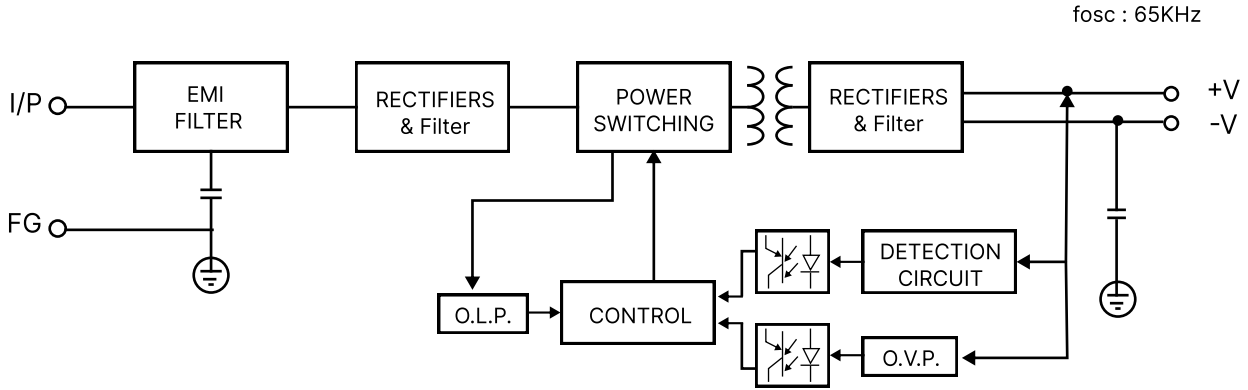 fosc : 65KHz
I/P
EMI
FILTER
RECTIFIERS
& Filter
POWER
SWITCHING
RECTIFIERS
& Filter
+V
-V
FG
DETECTION
CIRCUIT
O.L.P.
CONTROL
O.V.P.